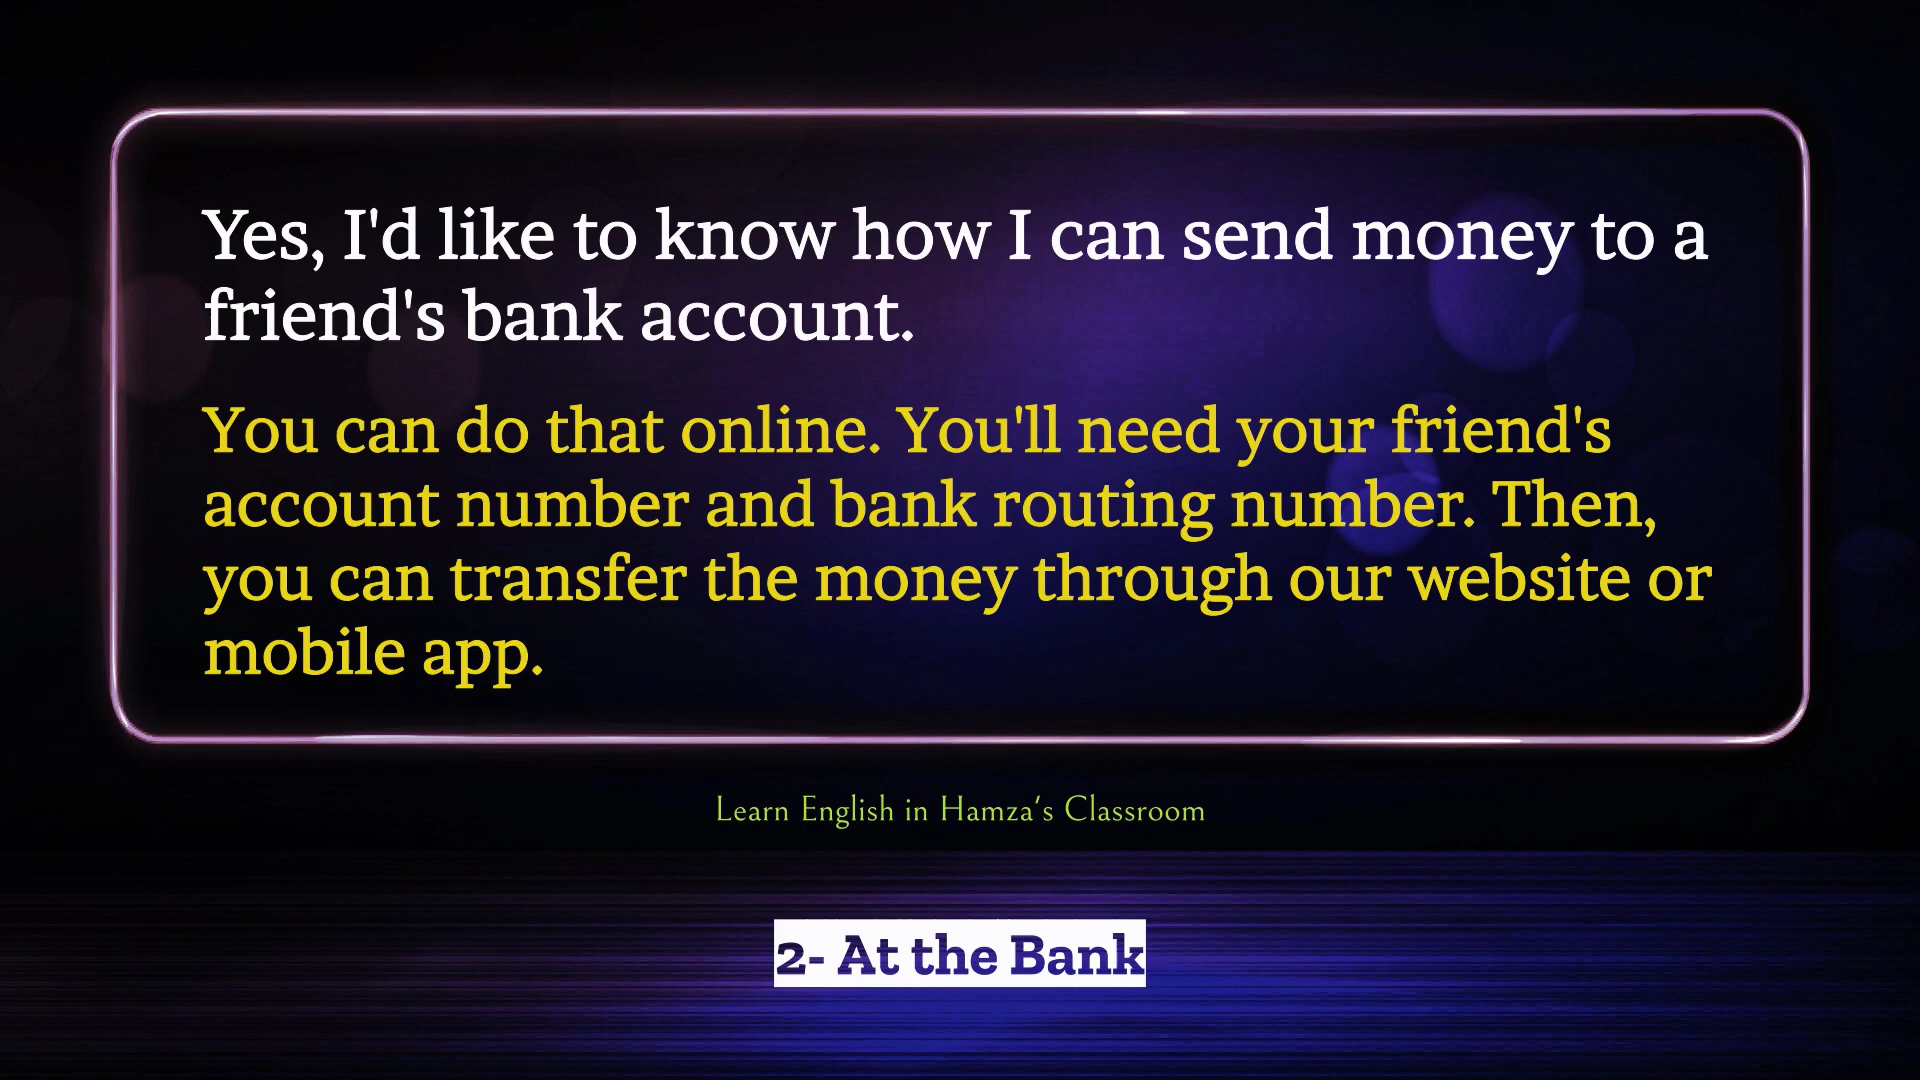 Yes, I'd like to know how I can send money to a
friend's bank account.
You can do that online. You'll need your friend's
account number and bank routing number. Then,
you can transfer the money through our website or
mobile app.
Learn English in Hamza's Classroom
2- At the Bank